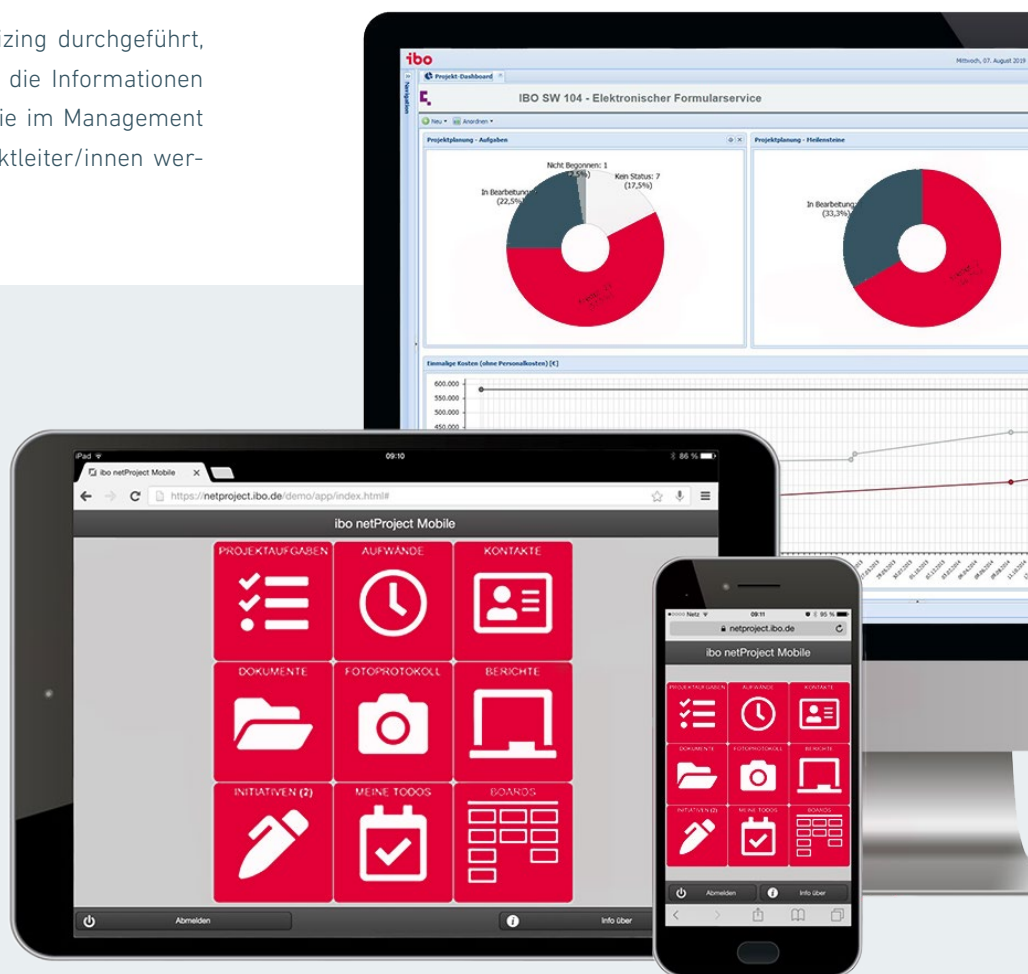 izing durchgeführt,
die Informationen
ie im Management
ktleiter/innen wer-
ibo
Mittwoch, 07. August 2019
Navigation
Projekt-Dashboard
IBO SW 104 - Elektronischer Formularservice
Neu
Anordnen
Projektplanung - Aufgaben
Projektplanung - Meilensteine
Nicht Begonnen: 1
(2,5%)
Kein Status: 7
(17,5%)
In Bearbeitung:
(22,5%)
In Bearbeitung:
(33,3%)
Einmalige Kosten (ohne Personalkosten) [€]
600.000
550.000
500.000
450.000
iPad
09:10
86 %
ibo netProject Mobile
https://netproject.ibo.de/demo/app/index.html#
ibo netProject Mobile
PROJEKTAUFGABEN
AUFWÄNDE
KONTAKTE
DOKUMENTE
FOTOPROTOKOLL
BERICHTE
INITIATIVEN (2)
MEINE TODOS
BOARDS
Abmelden
Info über
Netz
09:11
95 %
netproject.ibo.de
ibo netProject Mobile
PROJEKTAUFGABEN
AUFWÄNDE
KONTAKTE
DOKUMENTE
FOTOPROTOKOLL
BERICHTE
INITIATIVEN (2)
MEINE TODOS
BOARDS
Abmelden
Info über